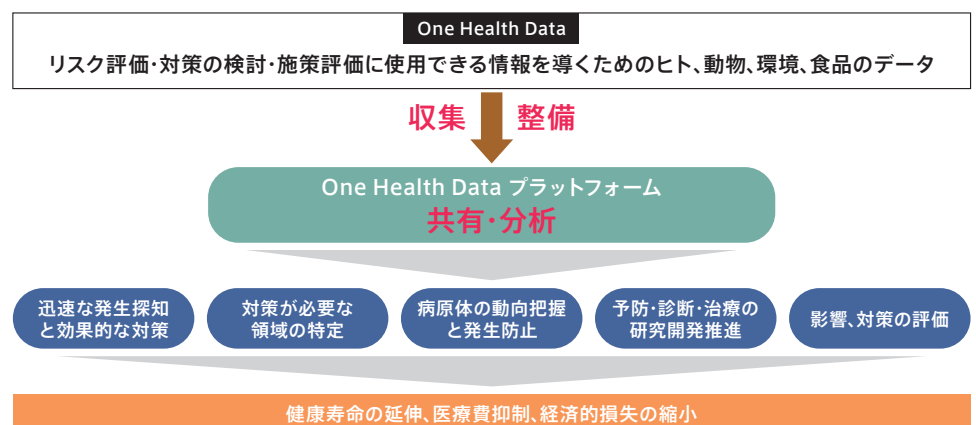 One Health Data
リスク評価・対策の検討・施策評価に使用できる情報を導くためのヒト、動物、環境、食品のデータ
収集 整備
One Health Data プラットフォーム
共有・分析
迅速な発生探知
と効果的な対策
対策が必要な
領域の特定
病原体の動向把握
と発生防止
予防・診断・治療の
研究開発推進
影響、対策の評価
健康寿命の延伸、医療費抑制、経済的損失の縮小